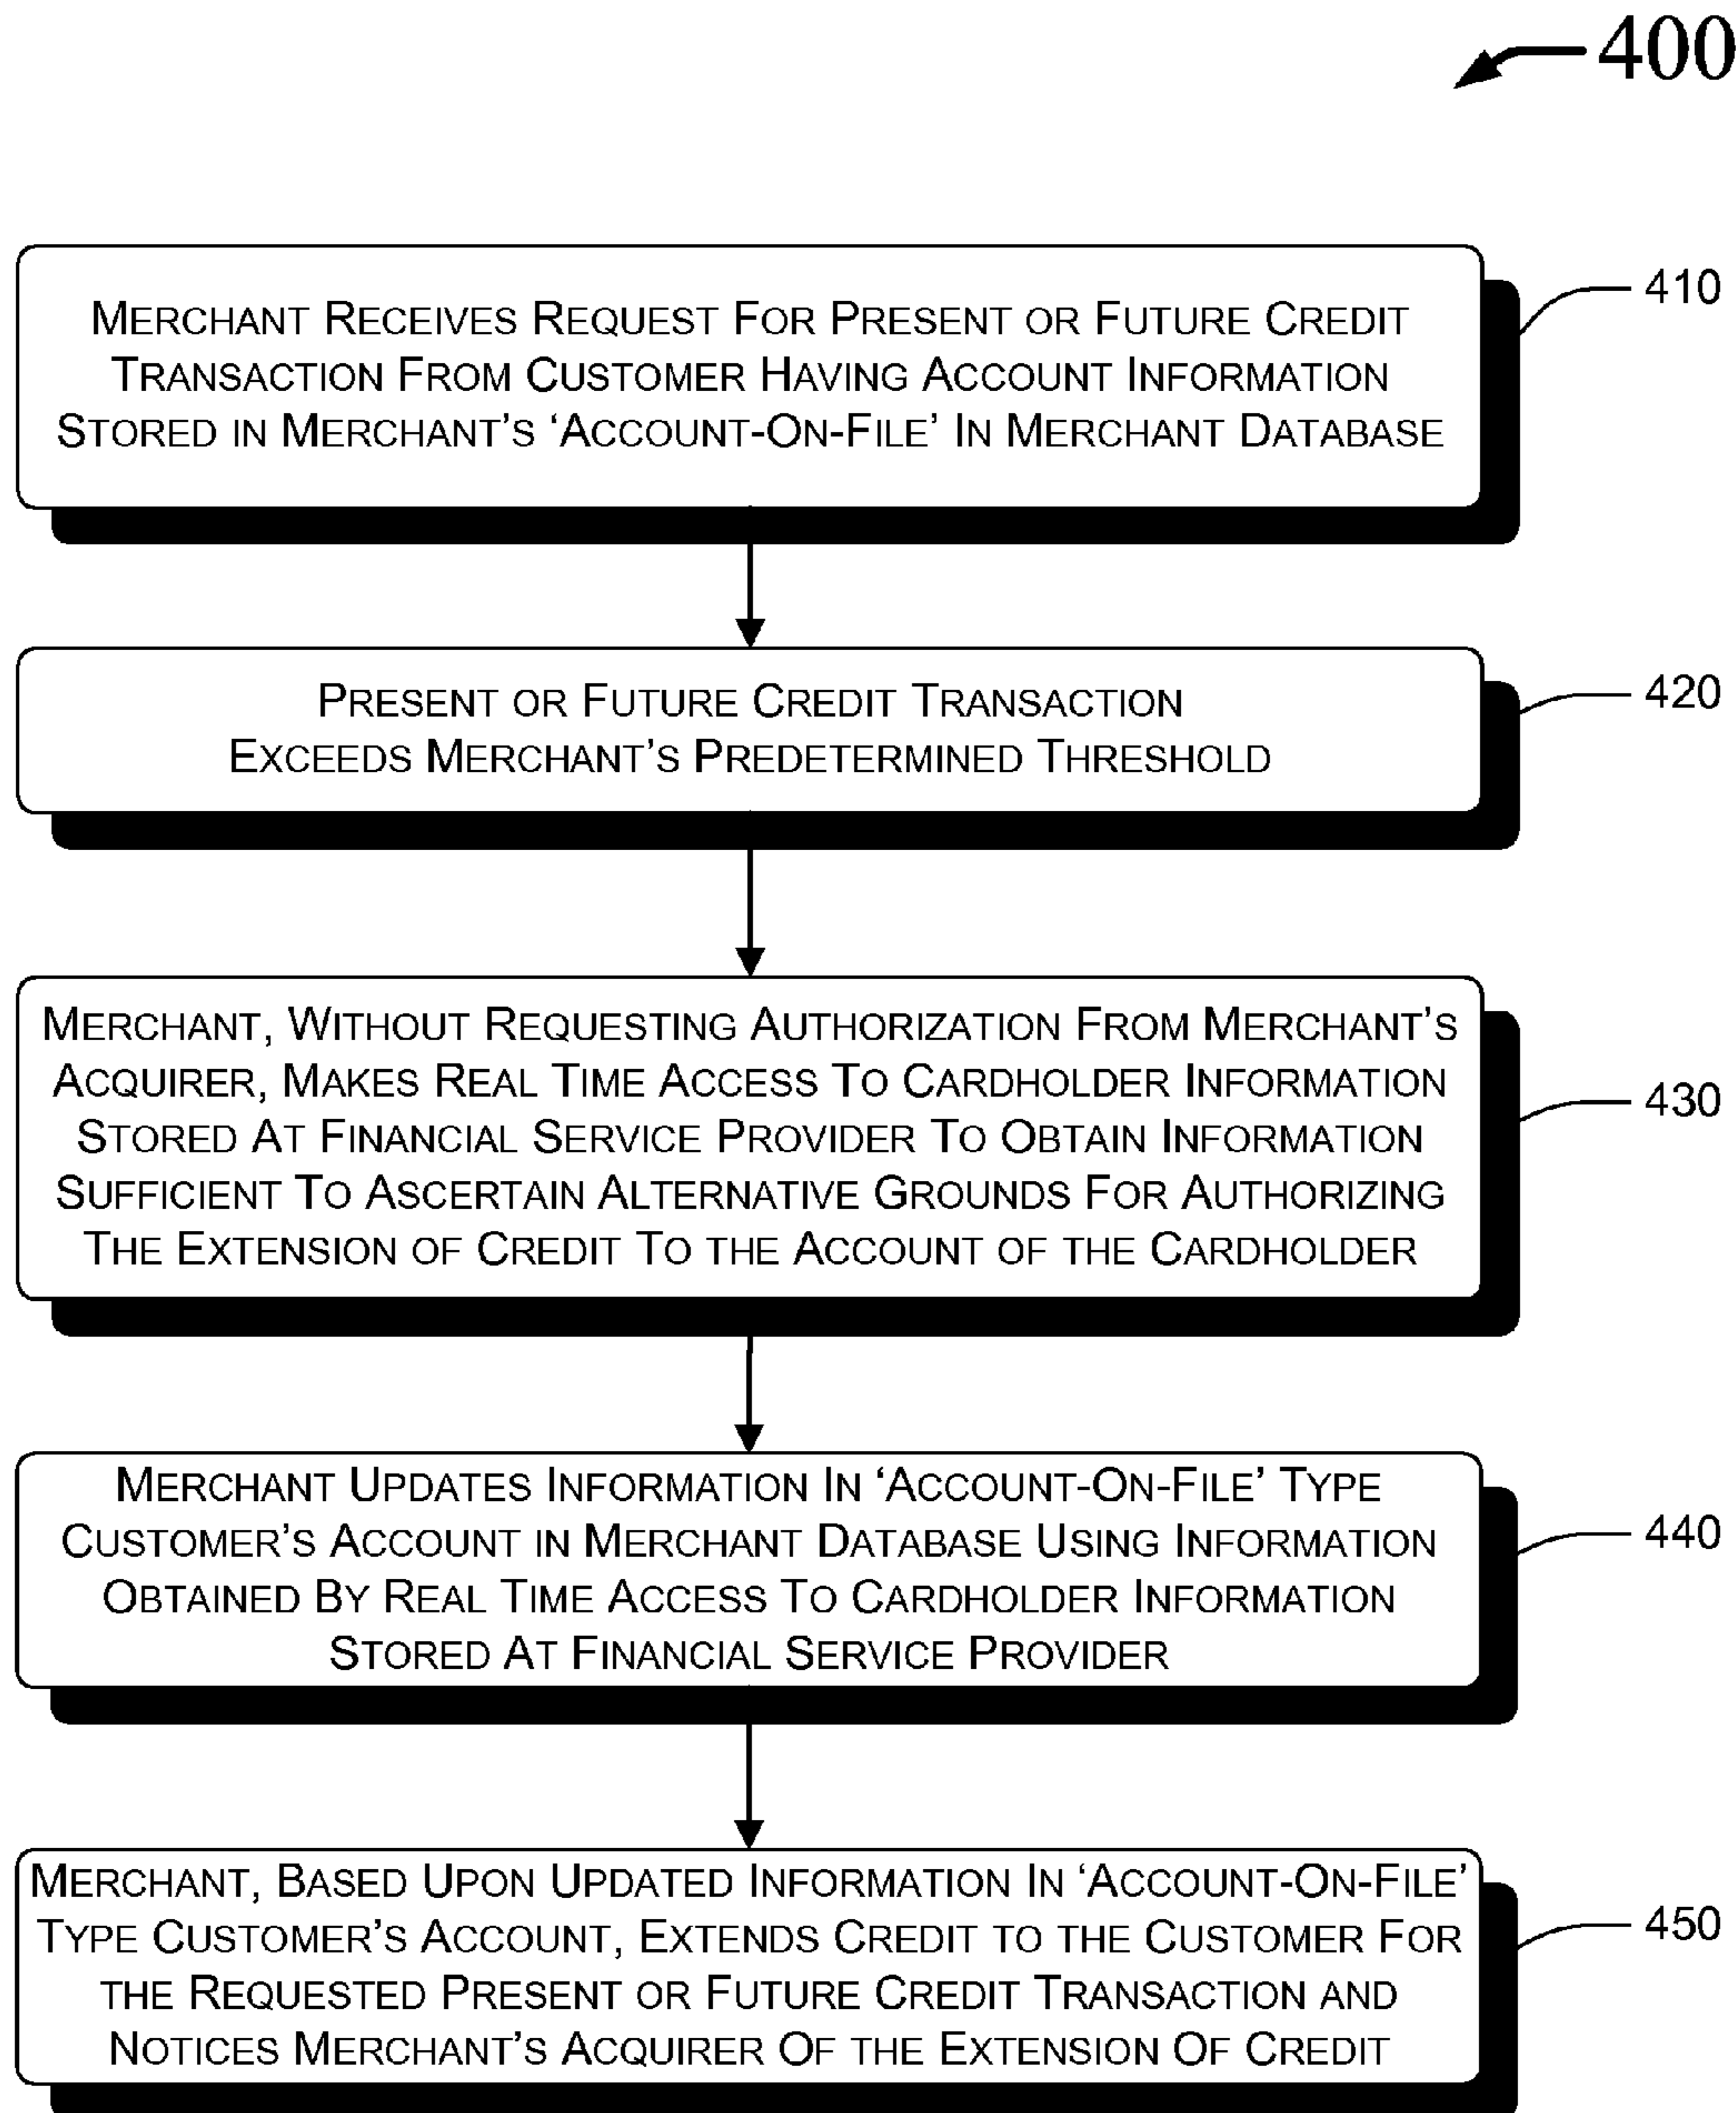 400
MERCHANT RECEIVES REQUEST FOR PRESENT OR FUTURE CREDIT
TRANSACTION FROM CUSTOMER HAVING ACCOUNT INFORMATION
STORED IN MERCHANT'S ‘ACCOUNT-ON-FILE’ IN MERCHANT DATABASE
410
PRESENT OR FUTURE CREDIT TRANSACTION
EXCEEDS MERCHANT'S PREDETERMINED THRESHOLD
420
MERCHANT, WITHOUT REQUESTING AUTHORIZATION FROM MERCHANT'S
ACQUIRER, MAKES REAL TIME ACCESS TO CARDHOLDER INFORMATION
STORED AT FINANCIAL SERVICE PROVIDER TO OBTAIN INFORMATION
SUFFICIENT TO ASCERTAIN ALTERNATIVE GROUNDS FOR AUTHORIZING
THE EXTENSION OF CREDIT TO THE ACCOUNT OF THE CARDHOLDER
430
MERCHANT UPDATES INFORMATION IN ‘ACCOUNT-ON-FILE’ TYPE
CUSTOMER'S ACCOUNT IN MERCHANT DATABASE USING INFORMATION
OBTAINED BY REAL TIME ACCESS TO CARDHOLDER INFORMATION
STORED AT FINANCIAL SERVICE PROVIDER
440
MERCHANT, BASED UPON UPDATED INFORMATION IN ‘ACCOUNT-ON-FILE’
TYPE CUSTOMER'S ACCOUNT, EXTENDS CREDIT TO THE CUSTOMER FOR
THE REQUESTED PRESENT OR FUTURE CREDIT TRANSACTION AND
NOTICES MERCHANT'S ACQUIRER OF THE EXTENSION OF CREDIT
450